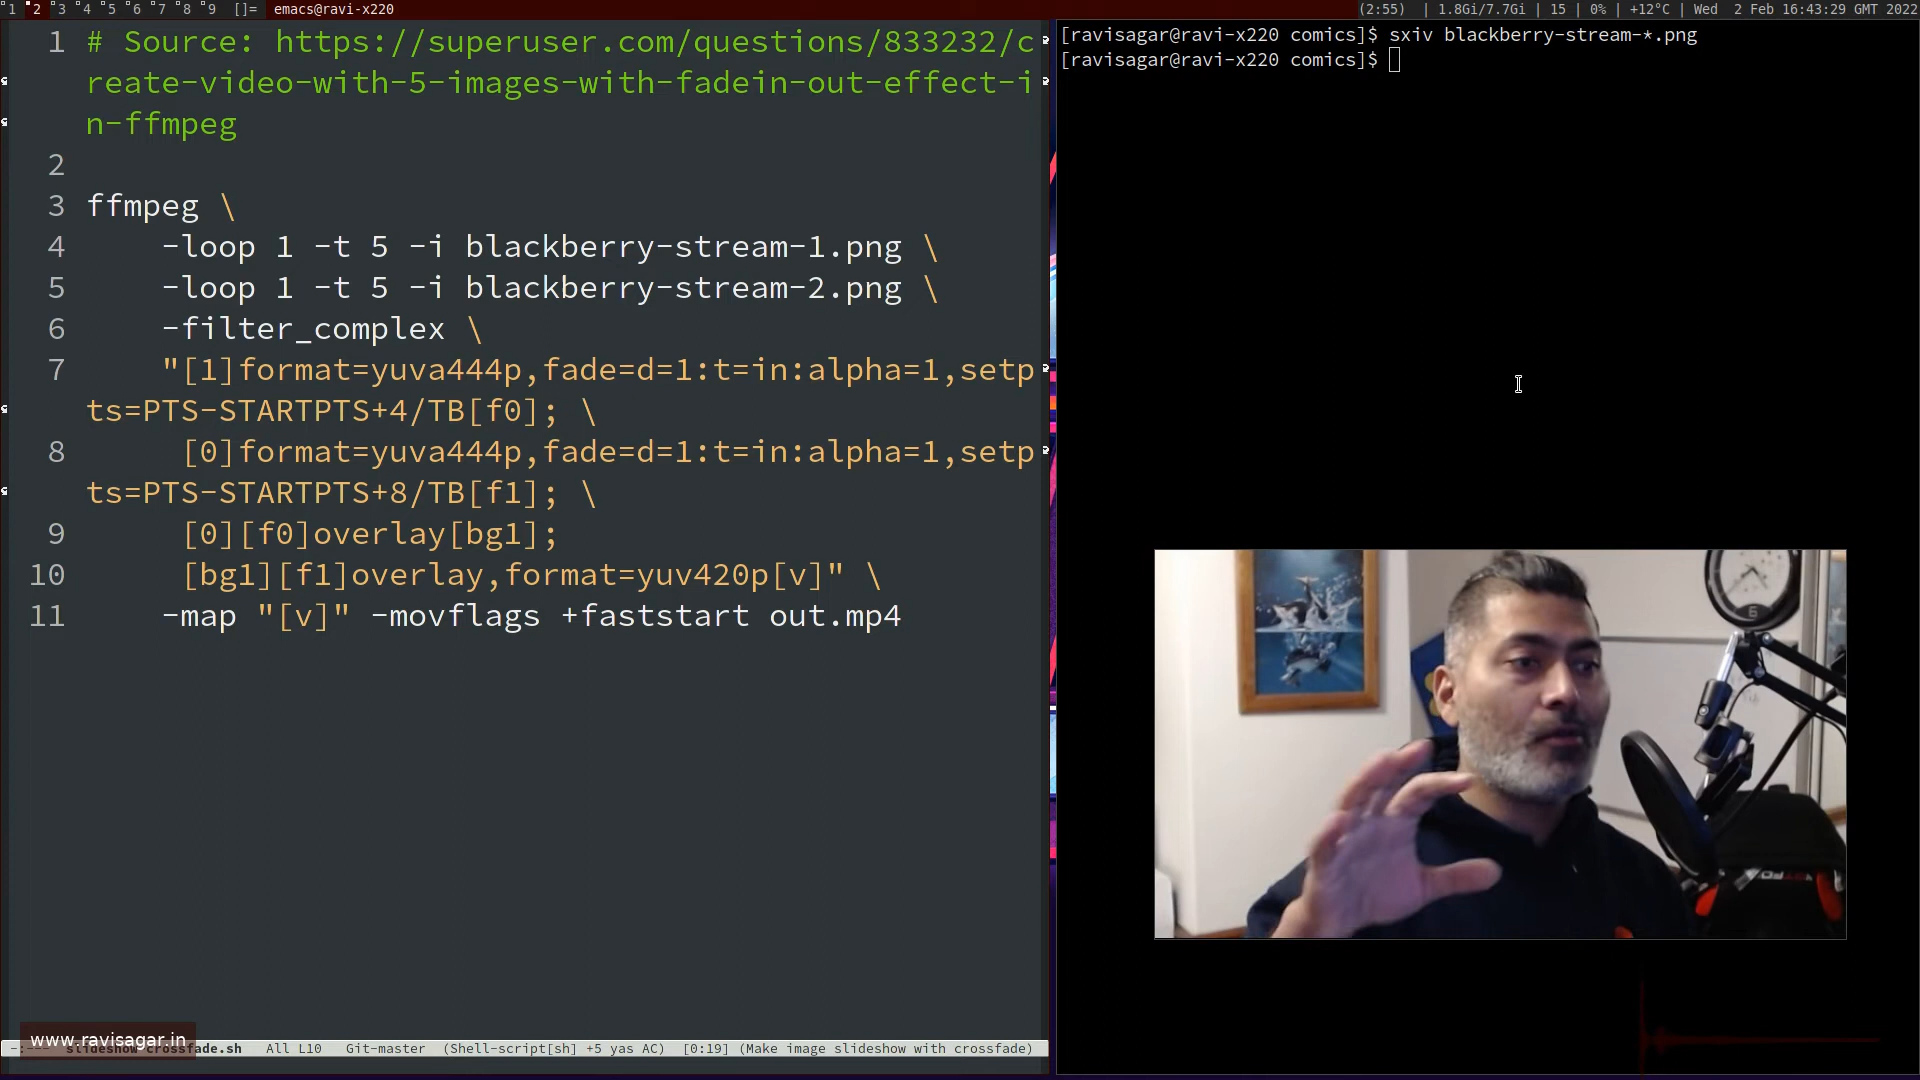 1 2 3 4 5 6 7 8 9 []= emacs@ravi-x220 (2:55) | 1.8Gi/7.7Gi | 15 | 0% | +12°C | Wed 2 Feb 16:43:29 GMT 2022
1 # Source: https://superuser.com/questions/833232/c
reate-video-with-5-images-with-fadein-out-effect-i
n-ffmpeg
2
3 ffmpeg \
4 -loop 1 -t 5 -i blackberry-stream-1.png \
5 -loop 1 -t 5 -i blackberry-stream-2.png \
6 -filter_complex \
7 "[1]format=yuva444p,fade=d=1:t=in:alpha=1,setp
ts=PTS-STARTPTS+4/TB[f0]; \
8 [0]format=yuva444p,fade=d=1:t=in:alpha=1,setp
ts=PTS-STARTPTS+8/TB[f1]; \
9 [0][f0]overlay[bg1];
10 [bg1][f1]overlay,format=yuv420p[v]" \
11 -map "[v]" -movflags +faststart out.mp4
www.ravisagar.in
-:--- slideshow-crossfade.sh All L10 Git-master (Shell-script[sh] +5 yas AC) [0:19] (Make image slideshow with crossfade)
[ravisagar@ravi-x220 comics]$ sxiv blackberry-stream-*.png
[ravisagar@ravi-x220 comics]$
6